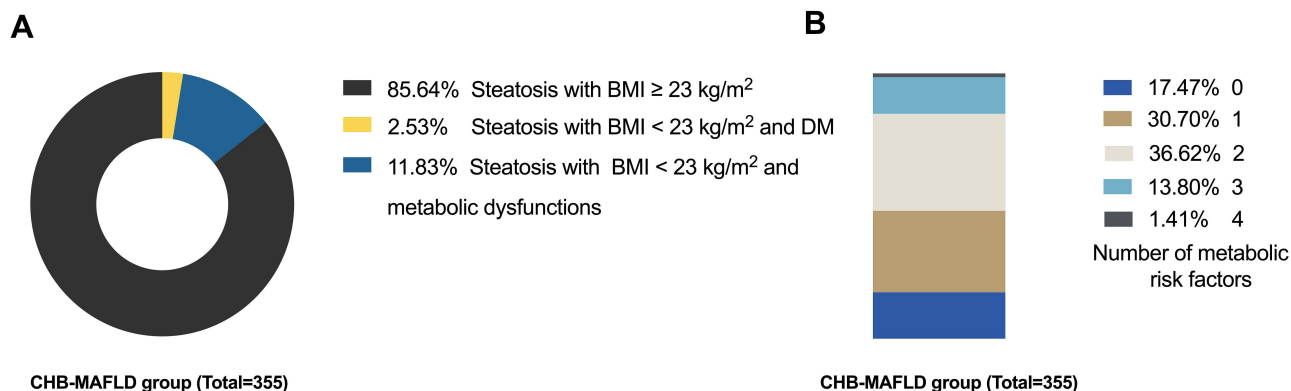 A
85.64% Steatosis with BMI ≥ 23 kg/m²
2.53% Steatosis with BMI < 23 kg/m² and DM
11.83% Steatosis with BMI < 23 kg/m² and
metabolic dysfunctions
CHB-MAFLD group (Total=355)
B
17.47% 0
30.70% 1
36.62% 2
13.80% 3
1.41% 4
Number of metabolic
risk factors
CHB-MAFLD group (Total=355)